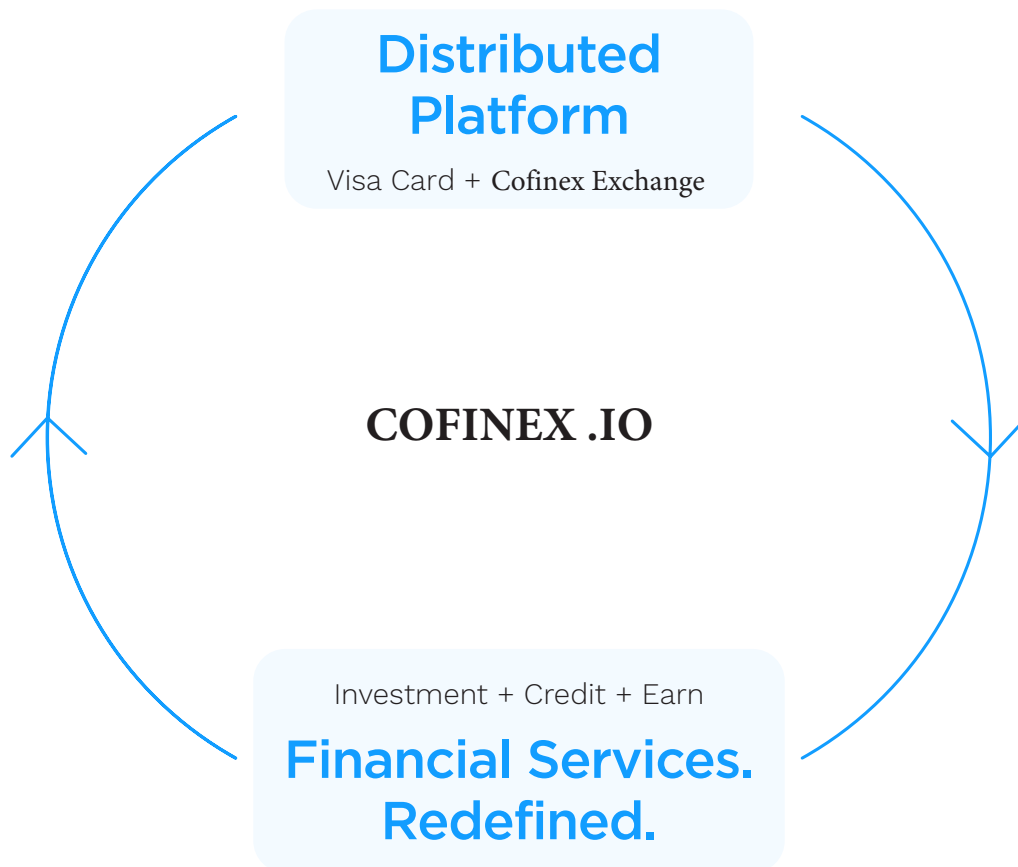 Distributed
Platform
Visa Card + Cofinex Exchange
COFINEX .IO
Investment + Credit + Earn
Financial Services.
Redefined.